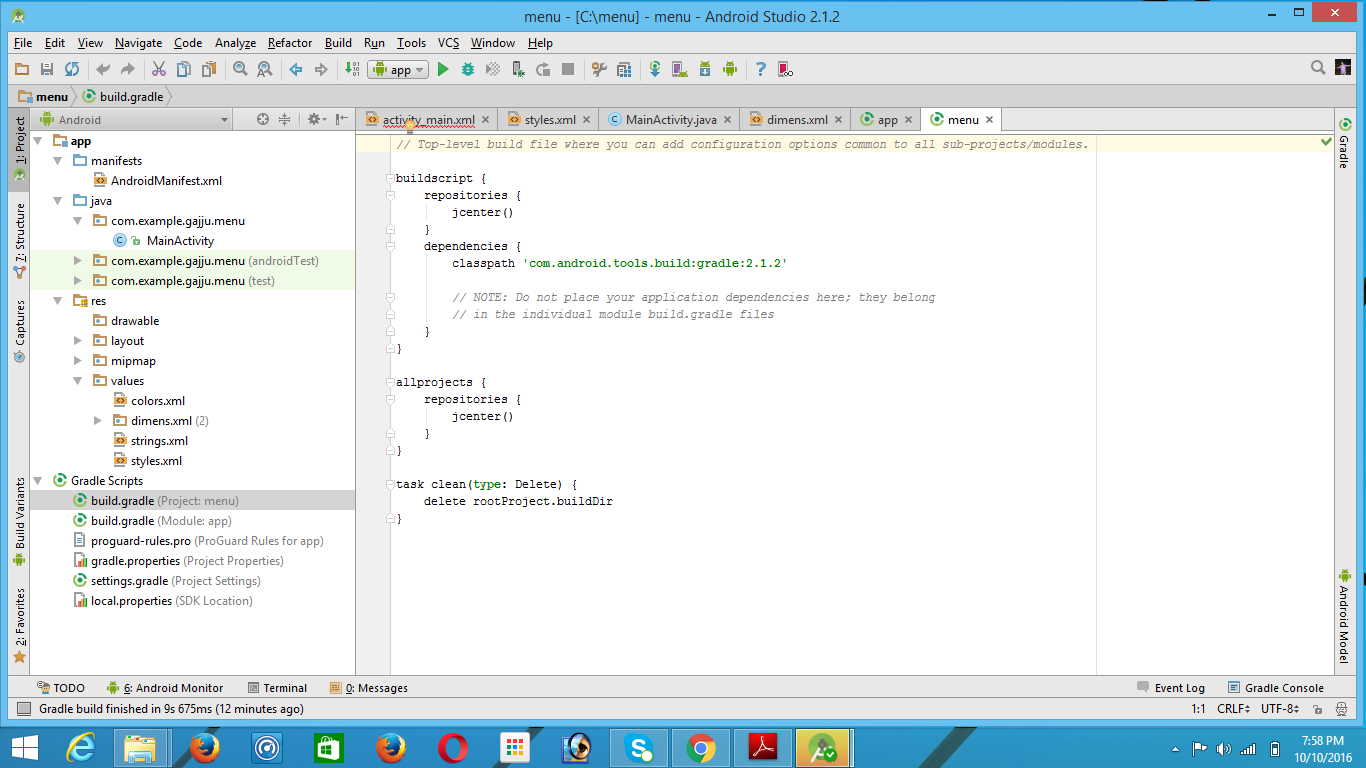 menu - [C:\menu] - menu - Android Studio 2.1.2
File Edit View Navigate Code Analyze Refactor Build Run Tools VCS Window Help
app
menu build.gradle
1: Project
7: Structure
Captures
Build Variants
2: Favorites
Android
app
manifests
AndroidManifest.xml
java
com.example.gajju.menu
MainActivity
com.example.gajju.menu (androidTest)
com.example.gajju.menu (test)
res
drawable
layout
mipmap
values
colors.xml
dimens.xml (2)
strings.xml
styles.xml
Gradle Scripts
build.gradle (Project: menu)
build.gradle (Module: app)
proguard-rules.pro (ProGuard Rules for app)
gradle.properties (Project Properties)
settings.gradle (Project Settings)
local.properties (SDK Location)
activity_main.xml styles.xml MainActivity.java dimens.xml app menu
// Top-level build file where you can add configuration options common to all sub-projects/modules.
buildscript {
repositories {
jcenter()
}
dependencies {
classpath 'com.android.tools.build:gradle:2.1.2'
// NOTE: Do not place your application dependencies here; they belong
// in the individual module build.gradle files
}
}
allprojects {
repositories {
jcenter()
}
}
task clean(type: Delete) {
delete rootProject.buildDir
}
Gradle
Android Model
TODO 6: Android Monitor Terminal 0: Messages Event Log Gradle Console
Gradle build finished in 9s 675ms (12 minutes ago) 1:1 CRLF UTF-8
7:58 PM
10/10/2016